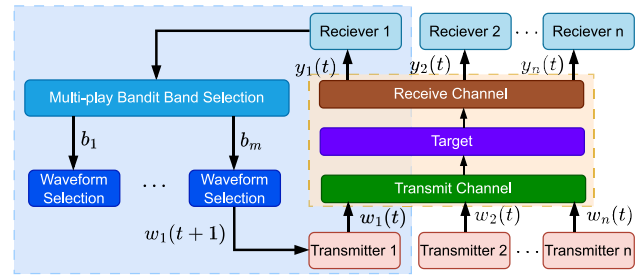 Reciever 1
Reciever 2
...
Reciever n
y₁(t)
y₂(t)
yₙ(t)
Multi-play Bandit Band Selection
Receive Channel
b₁
bₘ
Target
Waveform
Selection
...
Waveform
Selection
Transmit Channel
w₁(t+1)
w₁(t)
w₂(t)
wₙ(t)
Transmitter 1
Transmitter 2
...
Transmitter n